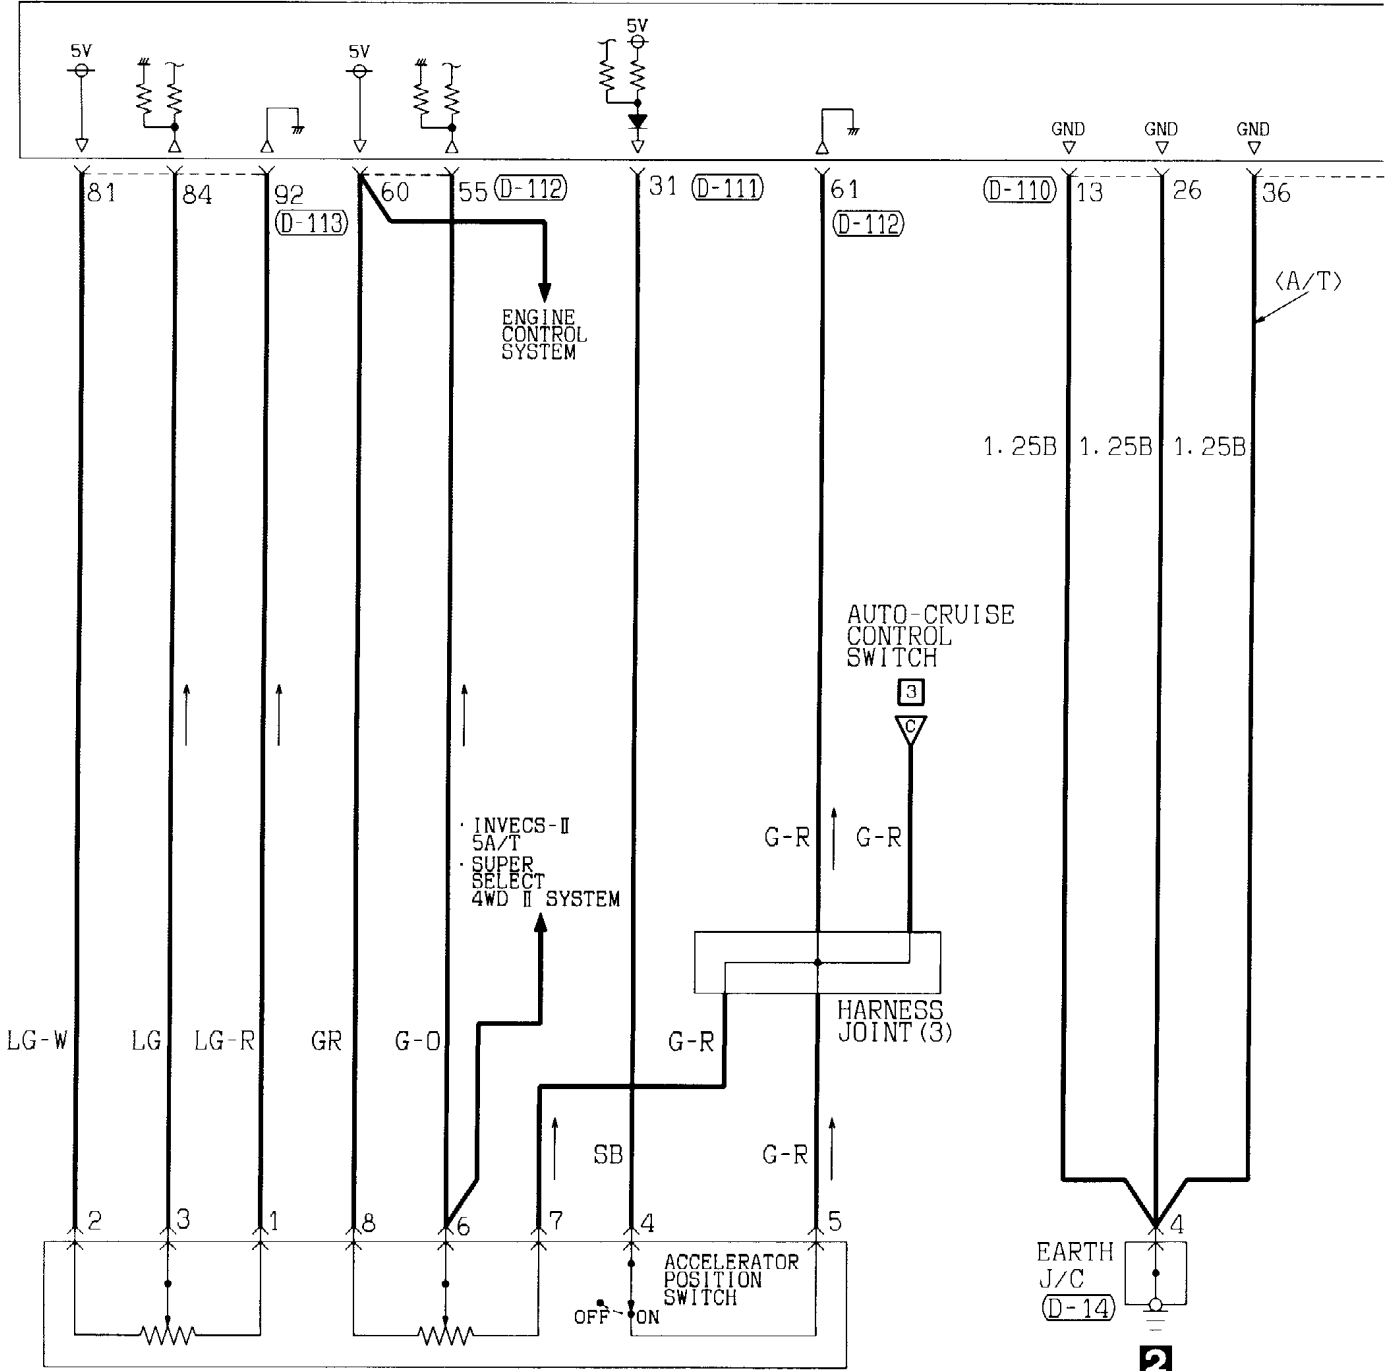 5V
5V
5V
GND
GND
GND
81
84
92
60
55
D-112
31
D-111
61
D-110
13
26
36
D-113
D-112
<A/T>
ENGINE
CONTROL
SYSTEM
1.25B
1.25B
1.25B
AUTO-CRUISE
CONTROL
SWITCH
3
C
· INVECS-Ⅱ
5A/T
· SUPER
SELECT
4WD Ⅱ SYSTEM
G-R
G-R
HARNESS
JOINT(3)
LG-W
LG
LG-R
GR
G-O
G-R
SB
G-R
2
3
1
8
6
7
4
5
4
ACCELERATOR
POSITION
SWITCH
OFF
ON
EARTH
J/C
D-14
2